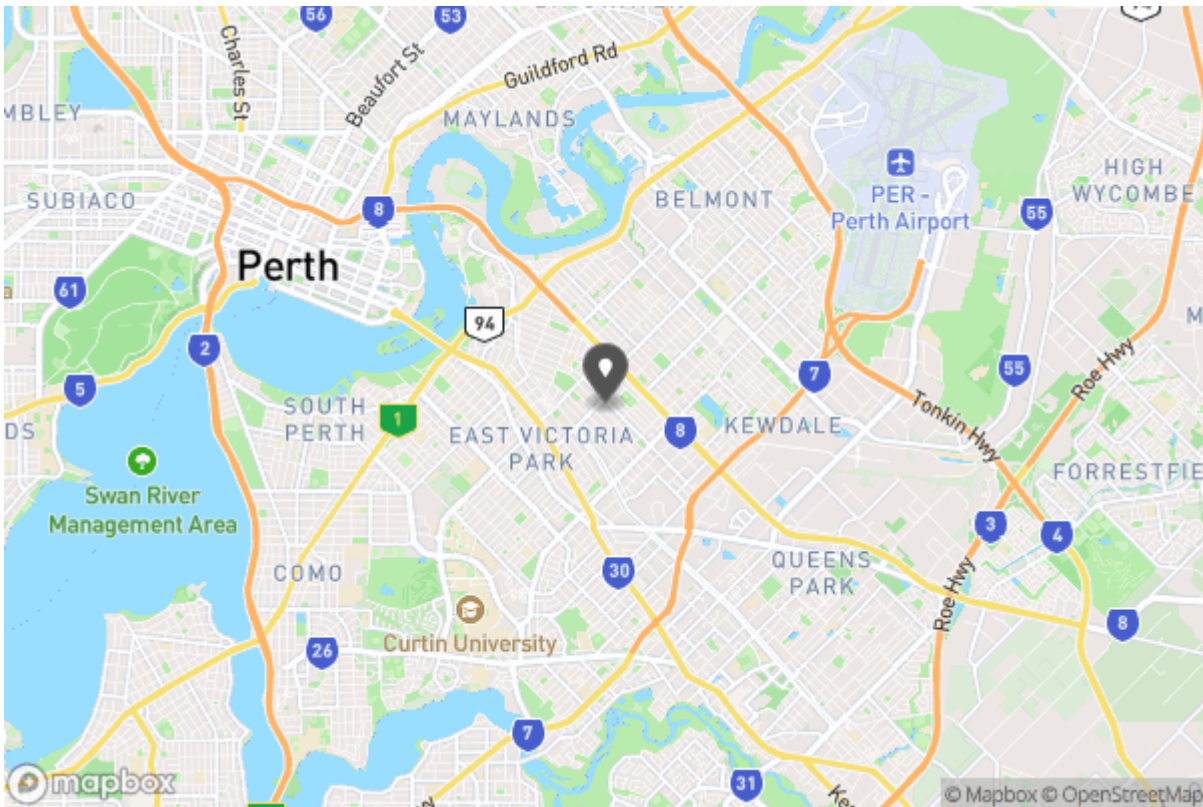 56
53
Charles St
Beaufort St
Guildford Rd
MBLEY
MAYLANDS
SUBIACO
8
BELMONT
PER -
Perth Airport
HIGH
WYCOMBE
55
Perth
61
94
2
5
7
55
Roe Hwy
M
DS
SOUTH
PERTH
1
EAST VICTORIA
PARK
8
KEWDALE
Tonkin Hwy
FORRESTFIE
Swan River
Management Area
3
4
COMO
30
QUEENS
PARK
Curtin University
Roe Hwy
8
26
7
31
mapbox
© Mapbox © OpenStreetMap